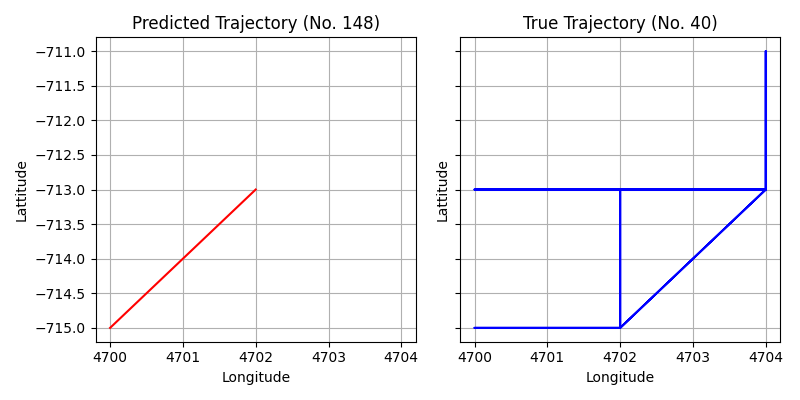 Predicted Trajectory (No. 148)
True Trajectory (No. 40)
−711.0
−711.5
−712.0
−712.5
−713.0
−713.5
−714.0
−714.5
−715.0
Lattitude
Lattitude
4700 4701 4702 4703 4704
4700 4701 4702 4703 4704
Longitude
Longitude